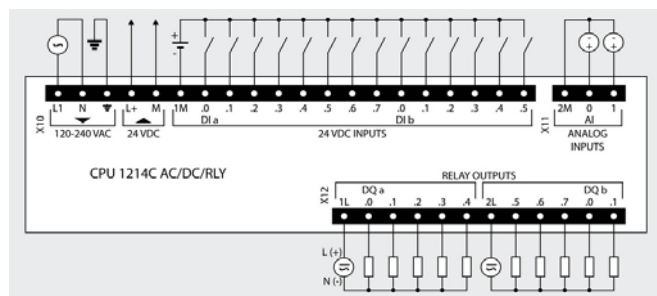 +
-
- +
- +
L1 N L+ M 1M .0 .1 .2 .3 .4 .5 .6 .7 .0 .1 .2 .3 .4 .5
2M 0 1
X10
120-240 VAC
24 VDC
DI a
DI b
24 VDC INPUTS
X11
AI
ANALOG
INPUTS
CPU 1214C AC/DC/RLY
RELAY OUTPUTS
X12
DQ a
DQ b
1L .0 .1 .2 .3 .4 2L .5 .6 .7 .0 .1
L (+)
N (-)